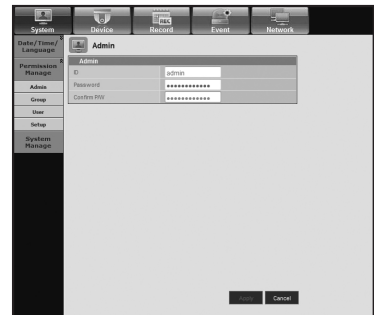 System Device Record Event Network
REC
Date/Time/
Language
Admin
Permission
Manage
Admin
ID admin
Password ●●●●●●●●●●●●
Confirm P/W ●●●●●●●●●●●●
Admin
Group
User
Setup
System
Manage
Apply Cancel